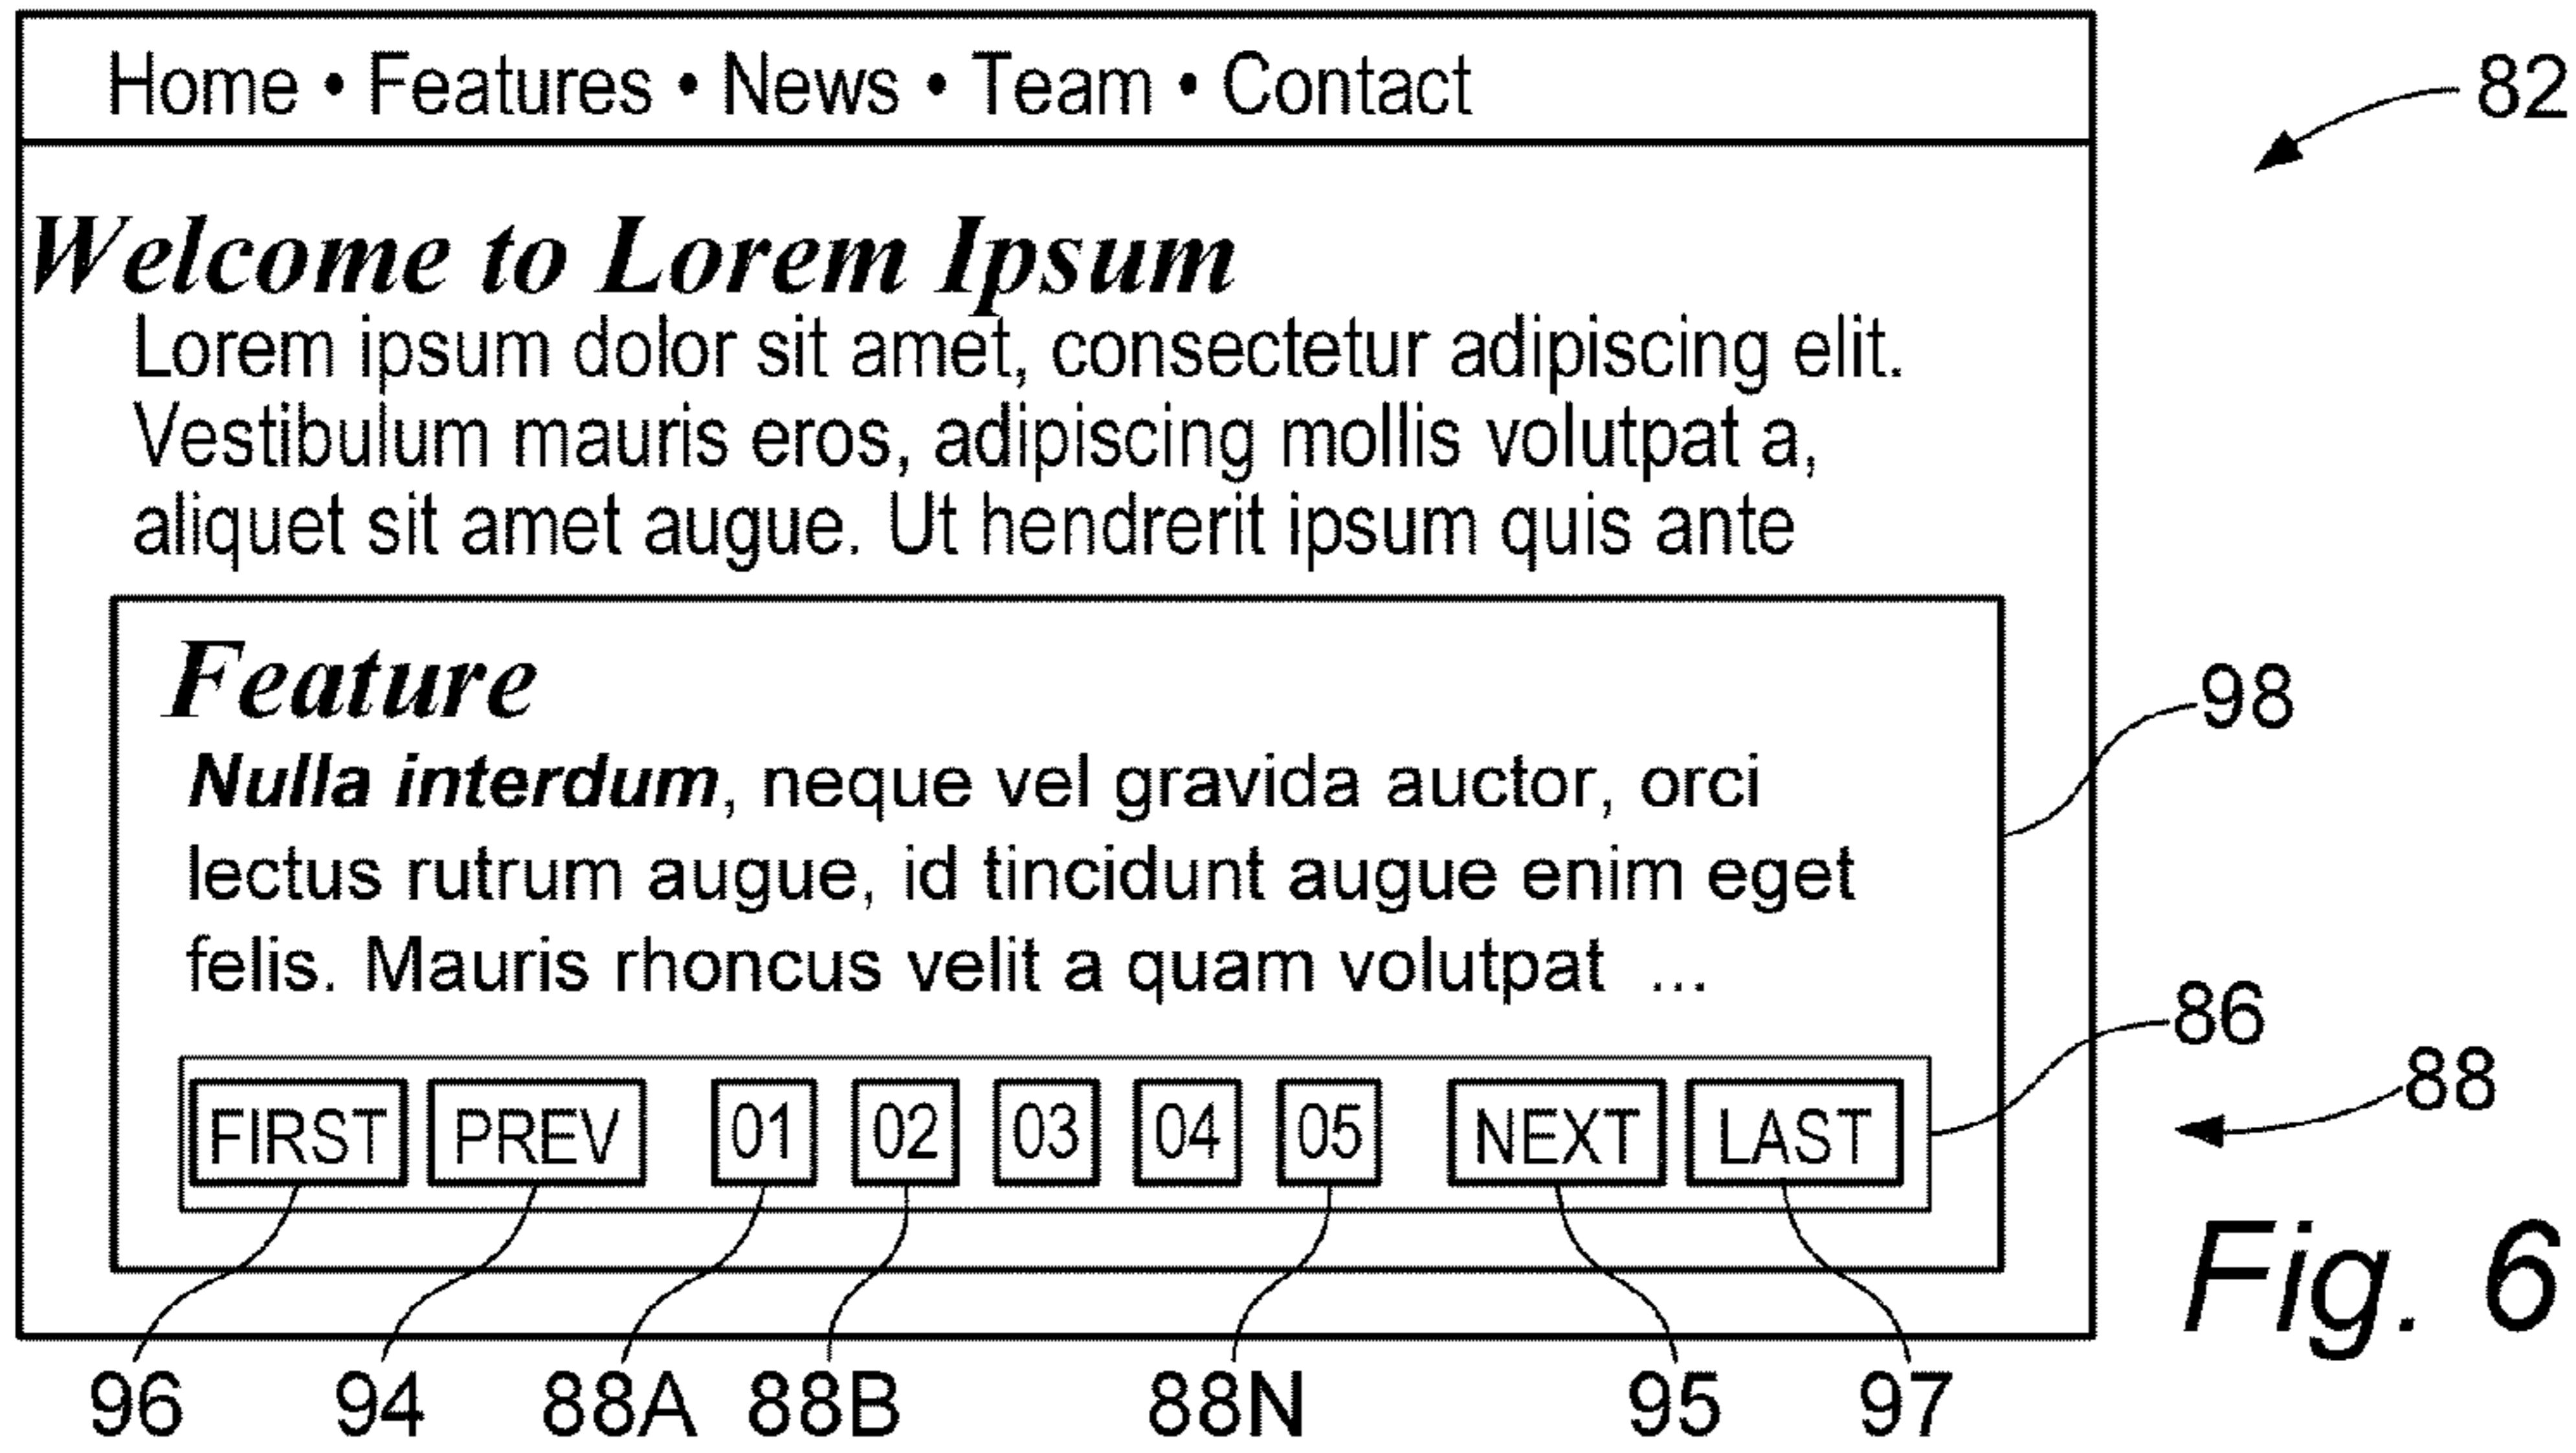 Home • Features • News • Team • Contact
82
Welcome to Lorem Ipsum
Lorem ipsum dolor sit amet, consectetur adipiscing elit.
Vestibulum mauris eros, adipiscing mollis volutpat a,
aliquet sit amet augue. Ut hendrerit ipsum quis ante
Feature
98
Nulla interdum, neque vel gravida auctor, orci
lectus rutrum augue, id tincidunt augue enim eget
felis. Mauris rhoncus velit a quam volutpat ...
86
88
FIRST PREV 01 02 03 04 05 NEXT LAST
Fig. 6
96 94 88A 88B 88N 95 97